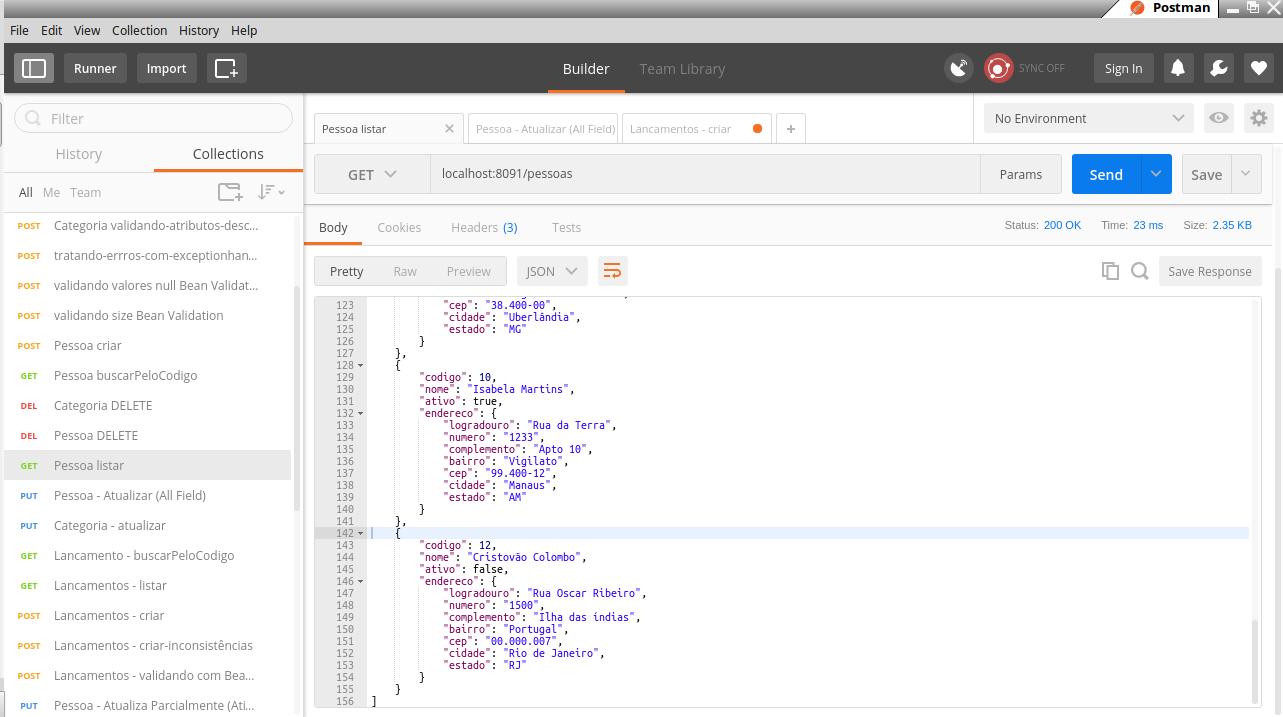 Postman
File Edit View Collection History Help
Runner Import Builder Team Library SYNC OFF Sign In
Filter
History Collections
All Me Team
POST Categoria validando-atributos-desc...
POST tratando-errros-com-exceptionhan...
POST validando valores null Bean Validat...
POST validando size Bean Validation
POST Pessoa criar
GET Pessoa buscarPeloCodigo
DEL Categoria DELETE
DEL Pessoa DELETE
GET Pessoa listar
PUT Pessoa - Atualizar (All Field)
PUT Categoria - atualizar
GET Lancamento - buscarPeloCodigo
GET Lancamentos - listar
POST Lancamentos - criar
POST Lancamentos - criar-inconsistências
POST Lancamentos - validando com Bea...
PUT Pessoa - Atualiza Parcialmente (Ati...
Pessoa listar Pessoa - Atualizar (All Field) Lancamentos - criar +
No Environment
GET localhost:8091/pessoas Params Send Save
Body Cookies Headers (3) Tests Status: 200 OK Time: 23 ms Size: 2.35 KB
Pretty Raw Preview JSON Save Response
123 "cep": "38.400-00",
124 "cidade": "Uberlândia",
125 "estado": "MG"
126 }
127 },
128 {
129 "codigo": 10,
130 "nome": "Isabela Martins",
131 "ativo": true,
132 "endereco": {
133 "logradouro": "Rua da Terra",
134 "numero": "1233",
135 "complemento": "Apto 10",
136 "bairro": "Vigilato",
137 "cep": "99.400-12",
138 "cidade": "Manaus",
139 "estado": "AM"
140 }
141 },
142 {
143 "codigo": 12,
144 "nome": "Cristovão Colombo",
145 "ativo": false,
146 "endereco": {
147 "logradouro": "Rua Oscar Ribeiro",
148 "numero": "1500",
149 "complemento": "Ilha das índias",
150 "bairro": "Portugal",
151 "cep": "00.000.007",
152 "cidade": "Rio de Janeiro",
153 "estado": "RJ"
154 }
155 }
156 ]